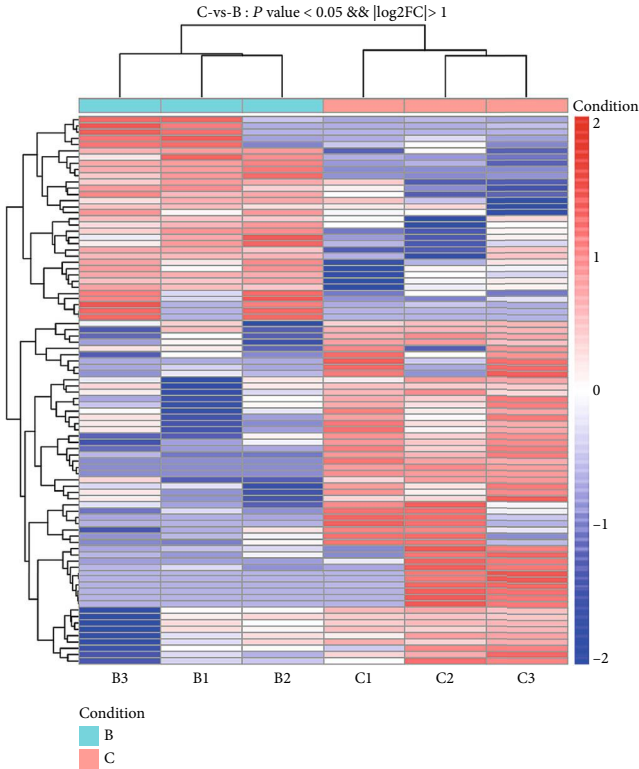 C-vs-B : P value < 0.05 && |log2FC|> 1
Condition
2
1
0
−1
−2
B3 B1 B2 C1 C2 C3
Condition
B
C